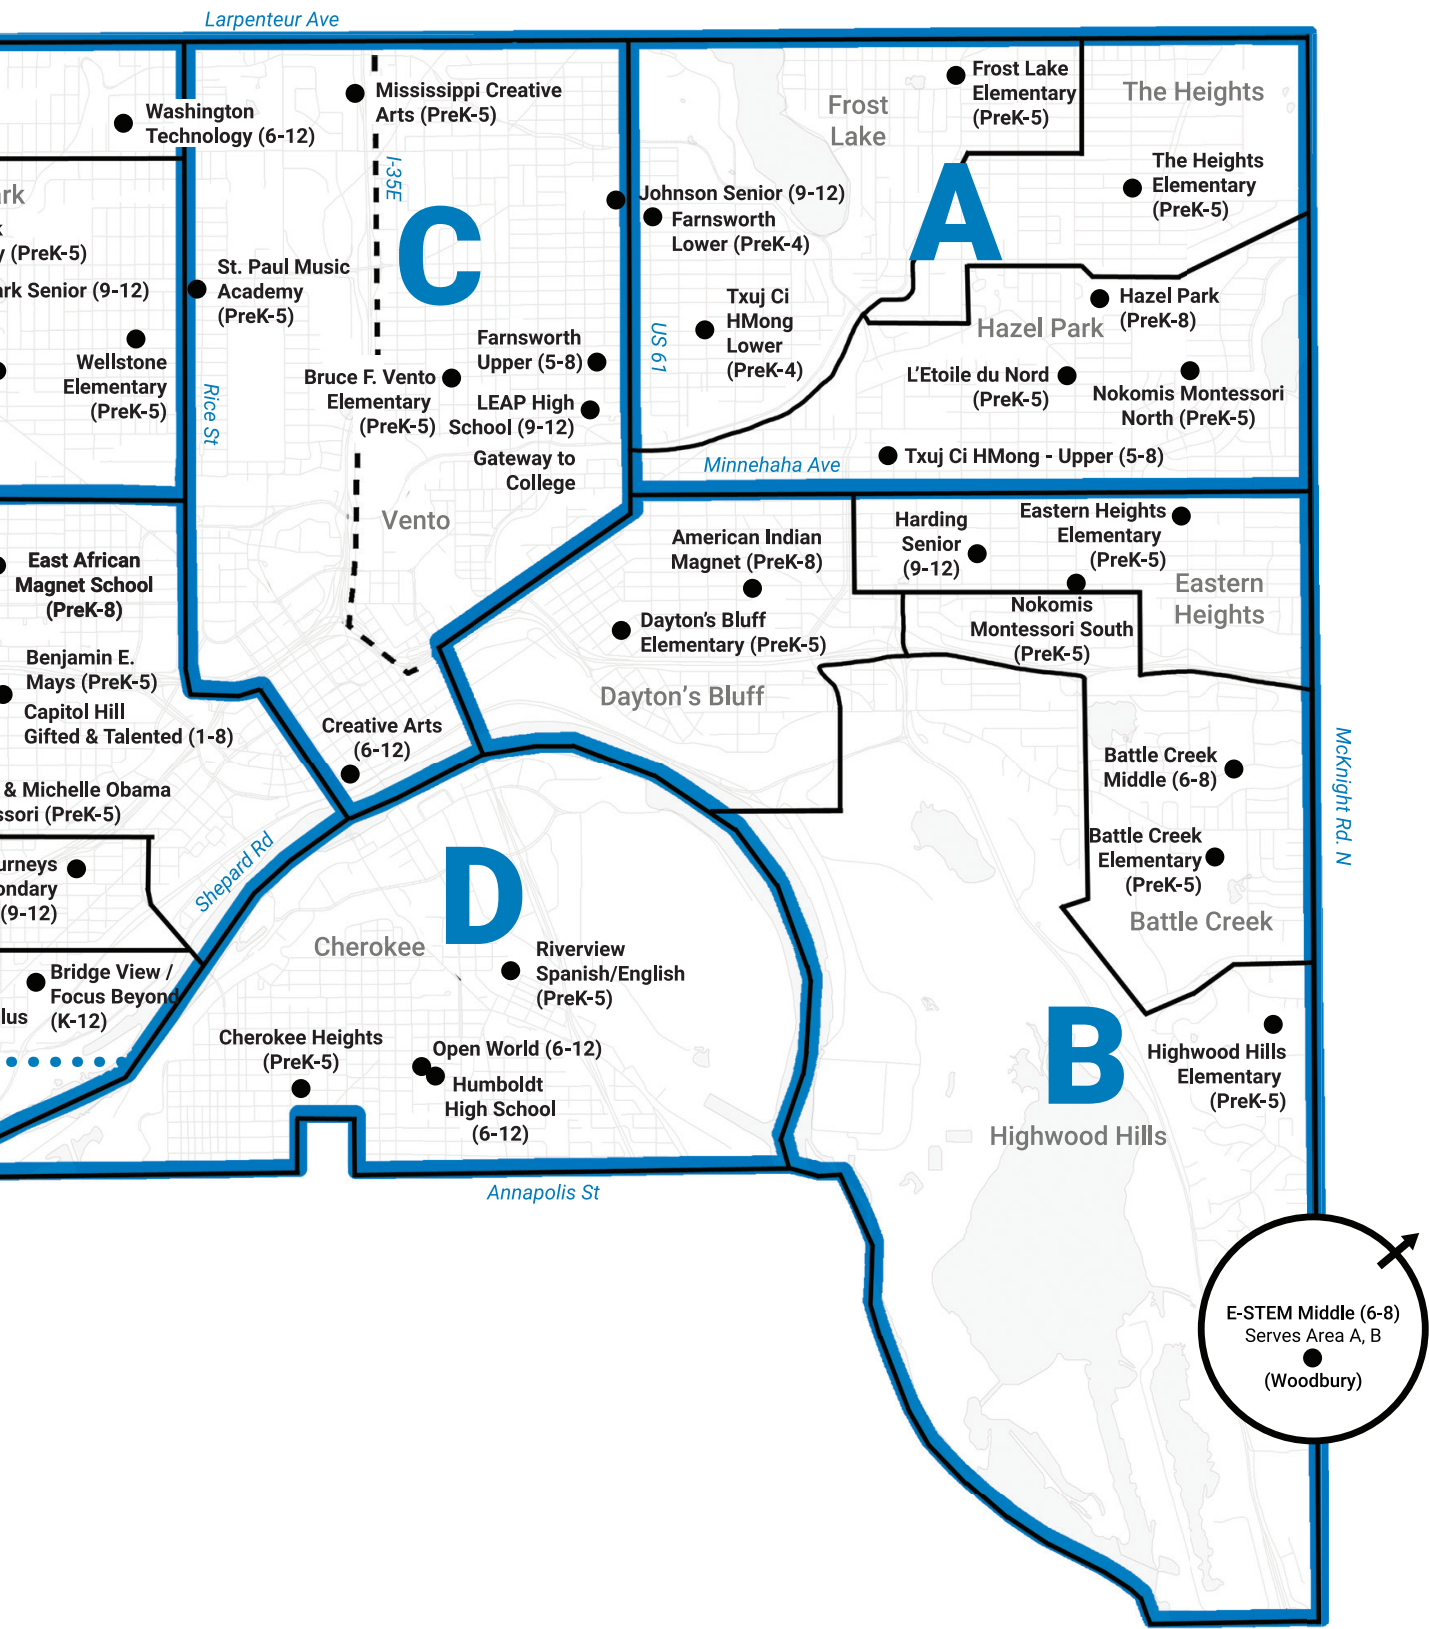 Larpenteur Ave
Washington
Technology (6-12)
Mississippi Creative
Arts (PreK-5)
I-35E
C
Johnson Senior (9-12)
Farnsworth
Lower (PreK-4)
Frost
Lake
Frost Lake
Elementary
(PreK-5)
The Heights
The Heights
Elementary
(PreK-5)
A
ark
k
y (PreK-5)
ark Senior (9-12)
Wellstone
Elementary
(PreK-5)
St. Paul Music
Academy
(PreK-5)
Rice St
Farnsworth
Upper (5-8)
Bruce F. Vento
Elementary
(PreK-5)
LEAP High
School (9-12)
Gateway to
College
Vento
US 61
Txuj Ci
HMong
Lower
(PreK-4)
Hazel Park
Hazel Park
(PreK-8)
L'Etoile du Nord
(PreK-5)
Nokomis Montessori
North (PreK-5)
Txuj Ci HMong - Upper (5-8)
Minnehaha Ave
East African
Magnet School
(PreK-8)
Benjamin E.
Mays (PreK-5)
Capitol Hill
Gifted & Talented (1-8)
& Michelle Obama
ssori (PreK-5)
urneys
ondary
(9-12)
Bridge View /
Focus Beyond
(K-12)
lus
Creative Arts
(6-12)
Shepard Rd
American Indian
Magnet (PreK-8)
Dayton's Bluff
Elementary (PreK-5)
Dayton's Bluff
Harding
Senior
(9-12)
Eastern Heights
Elementary
(PreK-5)
Eastern
Heights
Nokomis
Montessori South
(PreK-5)
Battle Creek
Middle (6-8)
Battle Creek
Elementary
(PreK-5)
Battle Creek
McKnight Rd. N
D
Cherokee
Riverview
Spanish/English
(PreK-5)
Cherokee Heights
(PreK-5)
Open World (6-12)
Humboldt
High School
(6-12)
Annapolis St
B
Highwood Hills
Elementary
(PreK-5)
Highwood Hills
E-STEM Middle (6-8)
Serves Area A, B
(Woodbury)